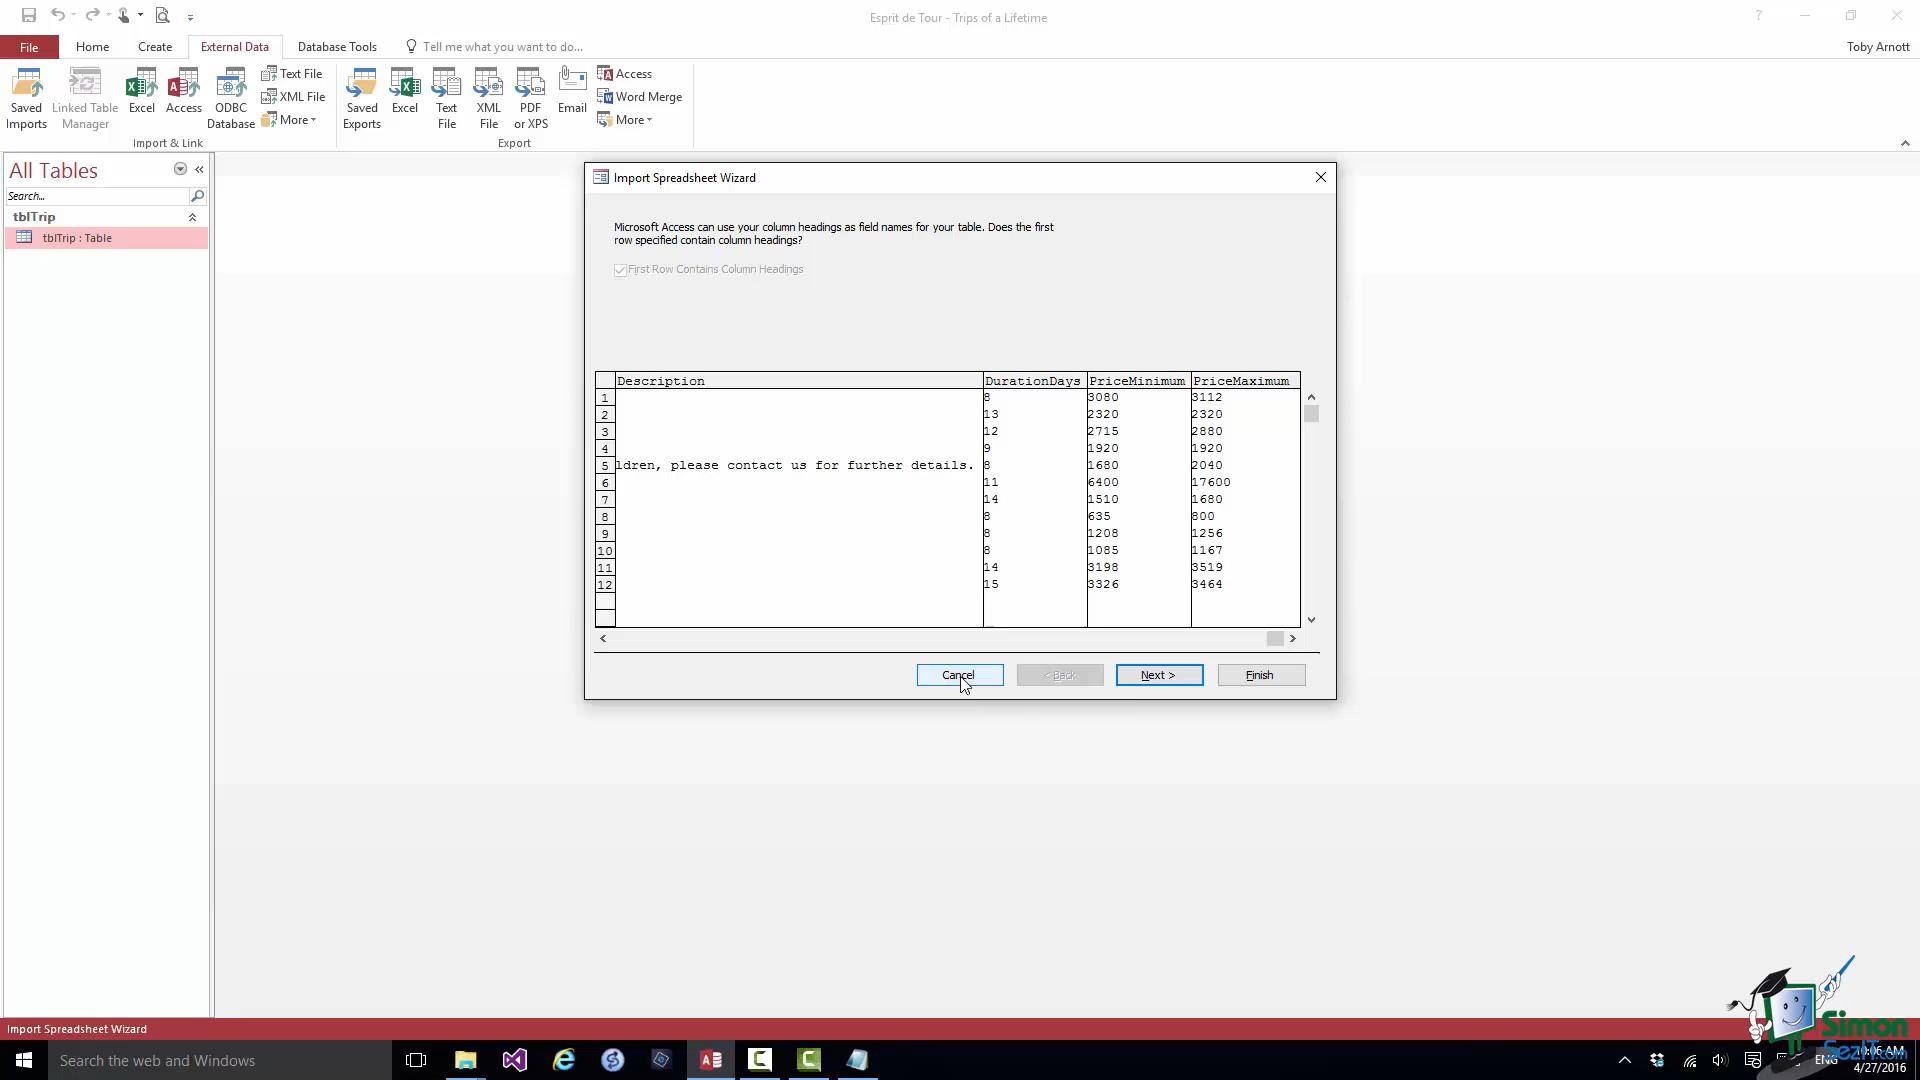 Esprit de Tour - Trips of a Lifetime
File Home Create External Data Database Tools Tell me what you want to do... Toby Arnott
Saved Imports
Linked Table Manager
Excel
Access
ODBC Database
Text File
XML File
More
Import & Link
Saved Exports
Excel
Text File
XML File
PDF or XPS
Email
Access
Word Merge
More
Export
All Tables
Search...
tblTrip
tblTrip : Table
Import Spreadsheet Wizard
Microsoft Access can use your column headings as field names for your table. Does the first
row specified contain column headings?
First Row Contains Column Headings
Description DurationDays PriceMinimum PriceMaximum
1 8 3080 3112
2 13 2320 2320
3 12 2715 2880
4 9 1920 1920
5 ldren, please contact us for further details. 8 1680 2040
6 11 6400 17600
7 14 1510 1680
8 8 635 800
9 8 1208 1256
10 8 1085 1167
11 14 3198 3519
12 15 3326 3464
Cancel < Back Next > Finish
Import Spreadsheet Wizard
Search the web and Windows
ENG
10:06 AM
4/27/2016
Simon
SezIT.com